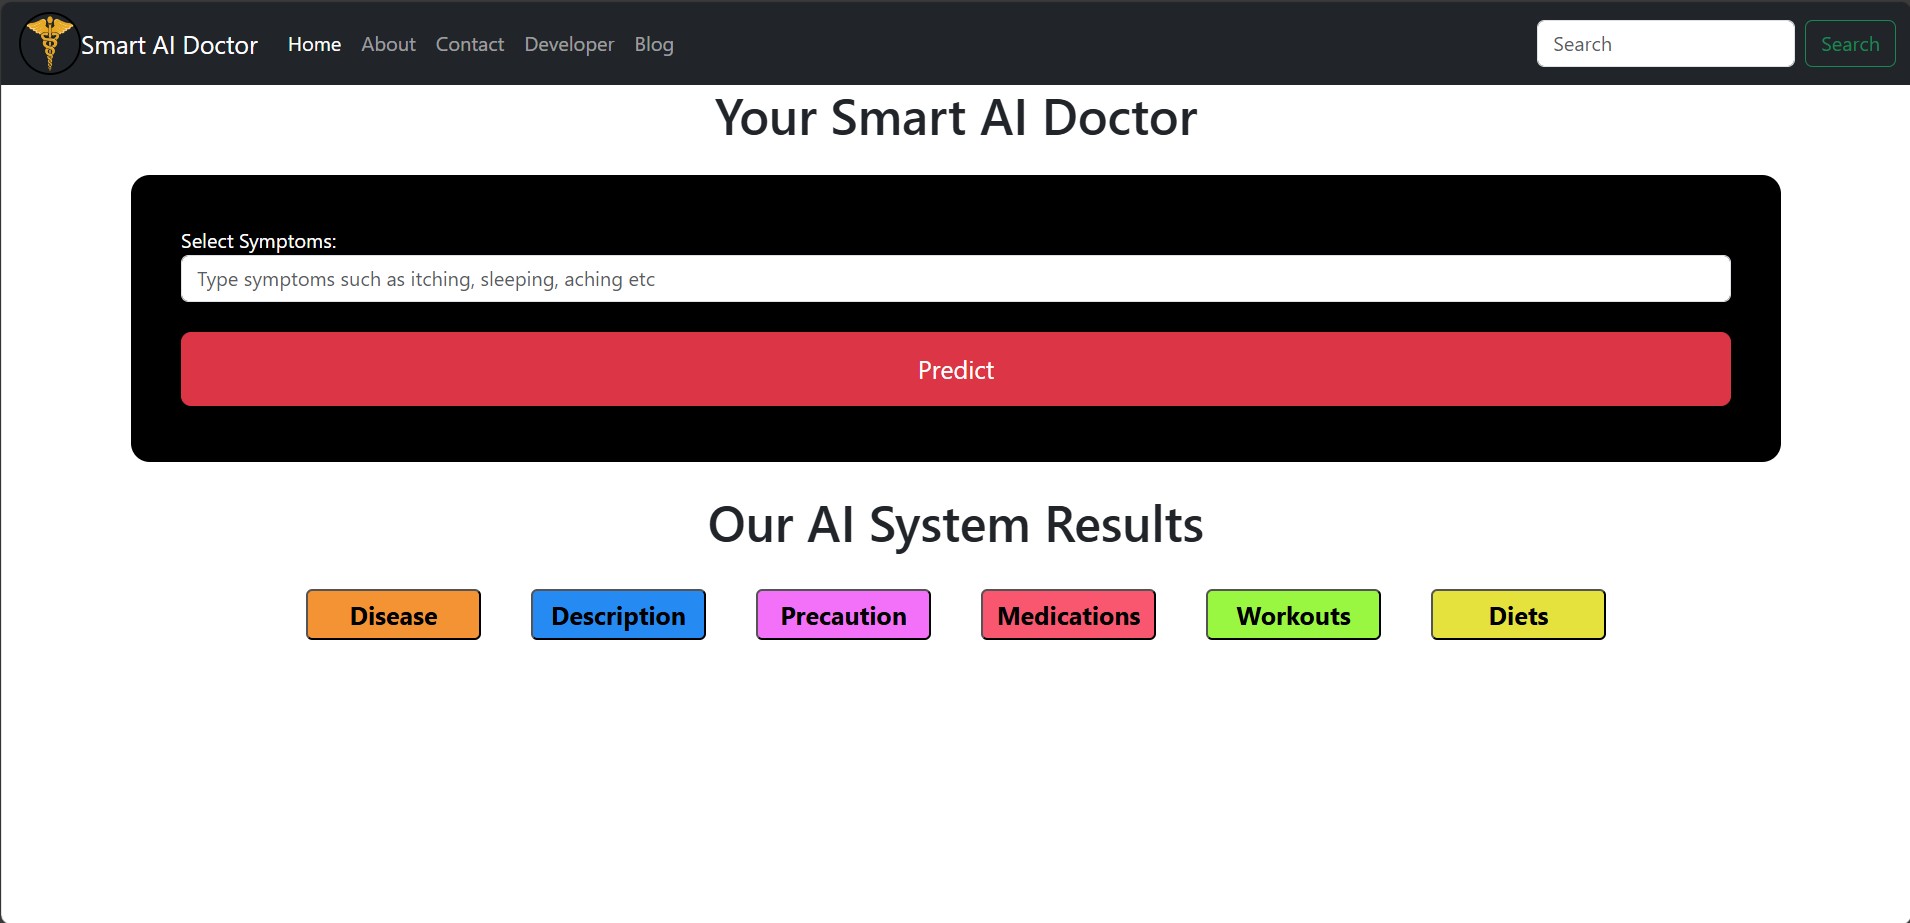 Smart AI Doctor Home About Contact Developer Blog Search Search
Your Smart AI Doctor
Select Symptoms:
Type symptoms such as itching, sleeping, aching etc
Predict
Our AI System Results
Disease Description Precaution Medications Workouts Diets